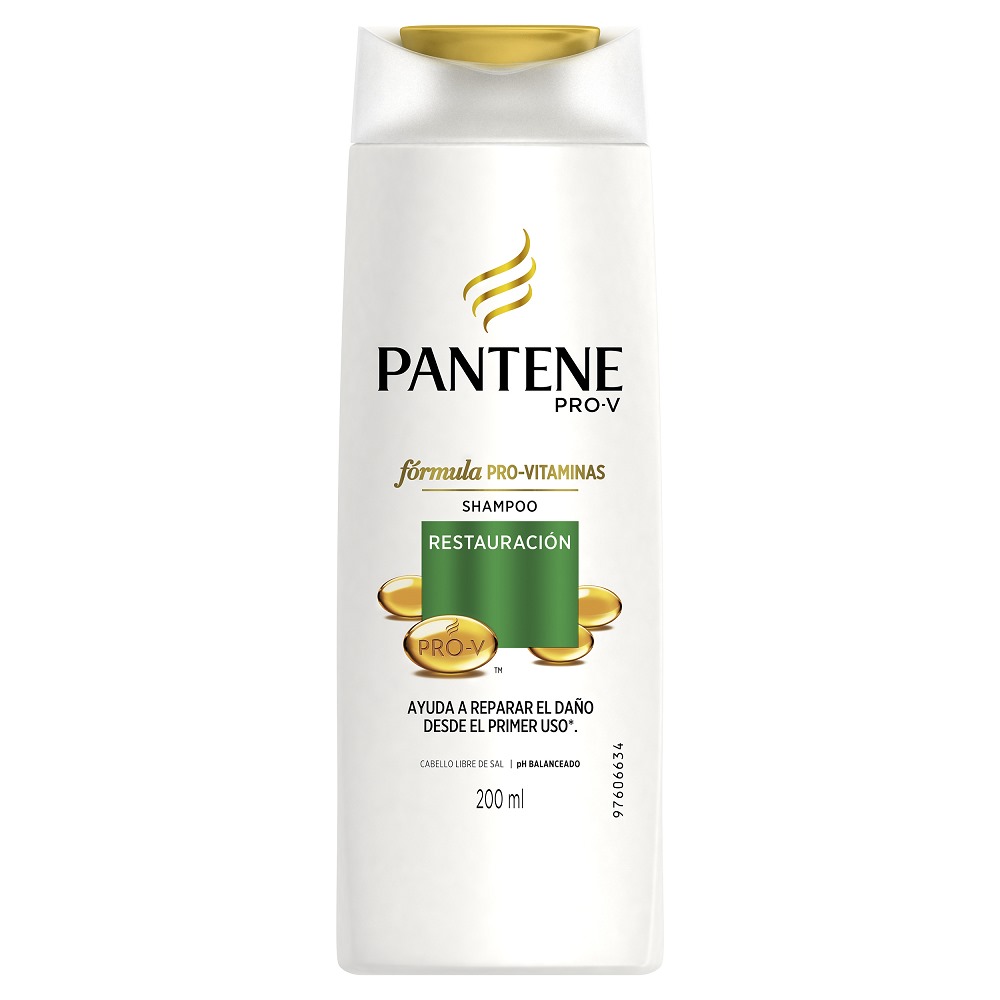 PANTENE
PRO-V
fórmula PRO-VITAMINAS
SHAMPOO
RESTAURACIÓN
PRO-V
TM
AYUDA A REPARAR EL DAÑO
DESDE EL PRIMER USO*.
CABELLO LIBRE DE SAL | pH BALANCEADO
200 ml
97606634